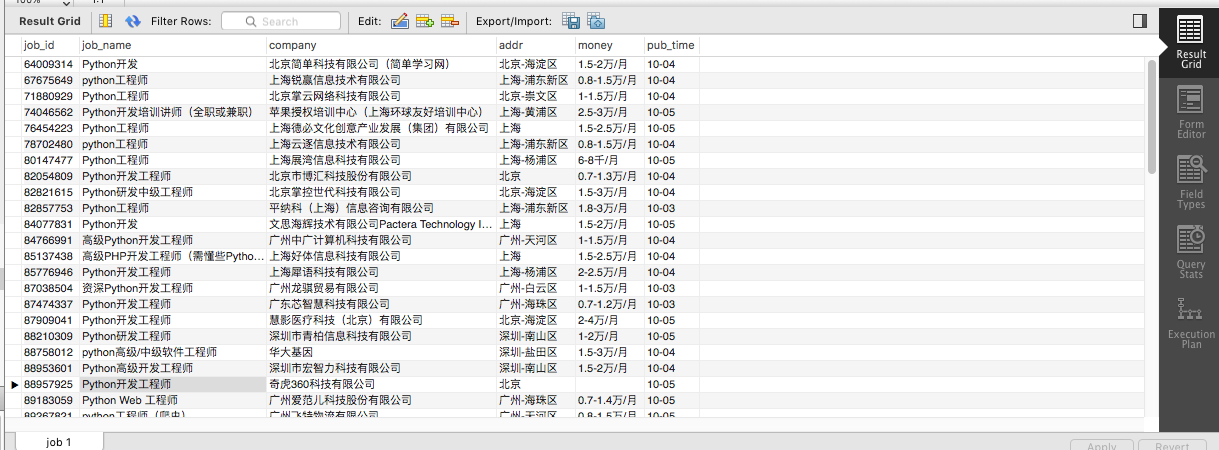 100% 1:1
Result Grid Filter Rows: Search Edit: Export/Import:
job_id job_name company addr money pub_time
64009314 Python开发 北京简单科技有限公司（简单学习网） 北京-海淀区 1.5-2万/月 10-04
67675649 python工程师 上海锐赢信息技术有限公司 上海-浦东新区 0.8-1.5万/月 10-04
71880929 Python工程师 北京掌云网络科技有限公司 北京-崇文区 1-1.5万/月 10-04
74046562 Python开发培训讲师（全职或兼职） 苹果授权培训中心（上海环球友好培训中心） 上海-黄浦区 2.5-3万/月 10-05
76454223 Python工程师 上海德必文化创意产业发展（集团）有限公司 上海 1.5-2.5万/月 10-05
78702480 python工程师 上海云逐信息技术有限公司 上海-浦东新区 0.8-1.5万/月 10-04
80147477 Python工程师 上海展湾信息科技有限公司 上海-杨浦区 6-8千/月 10-05
82054809 Python开发工程师 北京市博汇科技股份有限公司 北京 0.7-1.3万/月 10-04
82821615 Python研发中级工程师 北京掌控世代科技有限公司 北京-海淀区 1.5-3万/月 10-04
82857753 Python工程师 平纳科（上海）信息咨询有限公司 上海-浦东新区 1.8-3万/月 10-03
84077831 Python开发 文思海辉技术有限公司Pactera Technology I... 上海 1.5-2万/月 10-05
84766991 高级Python开发工程师 广州中广计算机科技有限公司 广州-天河区 1-1.5万/月 10-04
85137438 高级PHP开发工程师（需懂些Pytho... 上海好体信息科技有限公司 上海 1.5-2.5万/月 10-04
85776946 Python开发工程师 上海犀语科技有限公司 上海-杨浦区 2-2.5万/月 10-04
87038504 资深Python开发工程师 广州龙骐贸易有限公司 广州-白云区 1-1.5万/月 10-03
87474337 Python开发工程师 广东芯智慧科技有限公司 广州-海珠区 0.7-1.2万/月 10-03
87909041 Python开发工程师 慧影医疗科技（北京）有限公司 北京-海淀区 2-4万/月 10-05
88210309 Python研发工程师 深圳市青柏信息科技有限公司 深圳-南山区 1-2万/月 10-05
88758012 python高级/中级软件工程师 华大基因 深圳-盐田区 1.5-3万/月 10-04
88953601 Python高级开发工程师 深圳市宏智力科技有限公司 深圳-南山区 1.5-2万/月 10-04
88957925 Python开发工程师 奇虎360科技有限公司 北京 10-05
89183059 Python Web 工程师 广州爱范儿科技股份有限公司 广州-海珠区 0.7-1.4万/月 10-05
89267821 python工程师（爬虫） 广州飞特物流有限公司 广州-天河区 0.8-1.5万/月 10-05
job 1
Result
Grid
Form
Editor
Field
Types
Query
Stats
Execution
Plan
Apply Revert